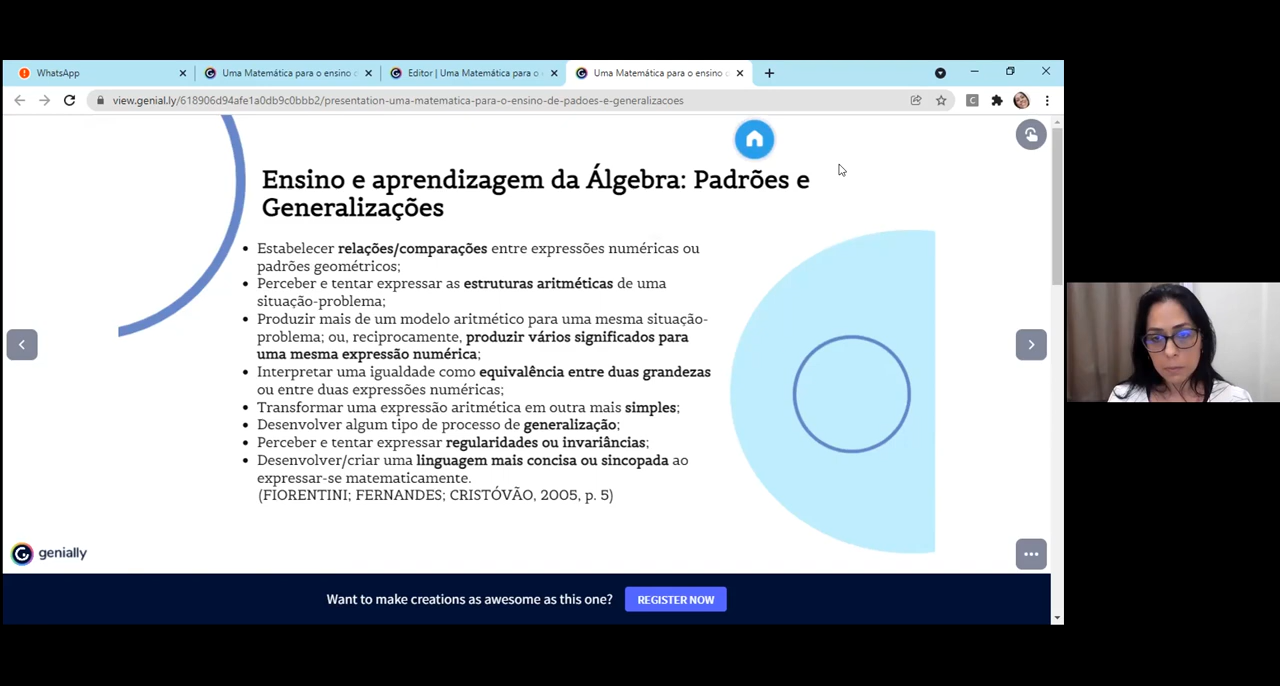 WhatsApp
Uma Matemática para o ensino
Editor | Uma Matemática para o
Uma Matemática para o ensino
view.genial.ly/618906d94afe1a0db9c0bbb2/presentation-uma-matematica-para-o-ensino-de-padoes-e-generalizacoes
Ensino e aprendizagem da Álgebra: Padrões e
Generalizações
• Estabelecer relações/comparações entre expressões numéricas ou
padrões geométricos;
• Perceber e tentar expressar as estruturas aritméticas de uma
situação-problema;
• Produzir mais de um modelo aritmético para uma mesma situação-
problema; ou, reciprocamente, produzir vários significados para
uma mesma expressão numérica;
• Interpretar uma igualdade como equivalência entre duas grandezas
ou entre duas expressões numéricas;
• Transformar uma expressão aritmética em outra mais simples;
• Desenvolver algum tipo de processo de generalização;
• Perceber e tentar expressar regularidades ou invariâncias;
• Desenvolver/criar uma linguagem mais concisa ou sincopada ao
expressar-se matematicamente.
(FIORENTINI; FERNANDES; CRISTÓVÃO, 2005, p. 5)
genially
Want to make creations as awesome as this one?
REGISTER NOW